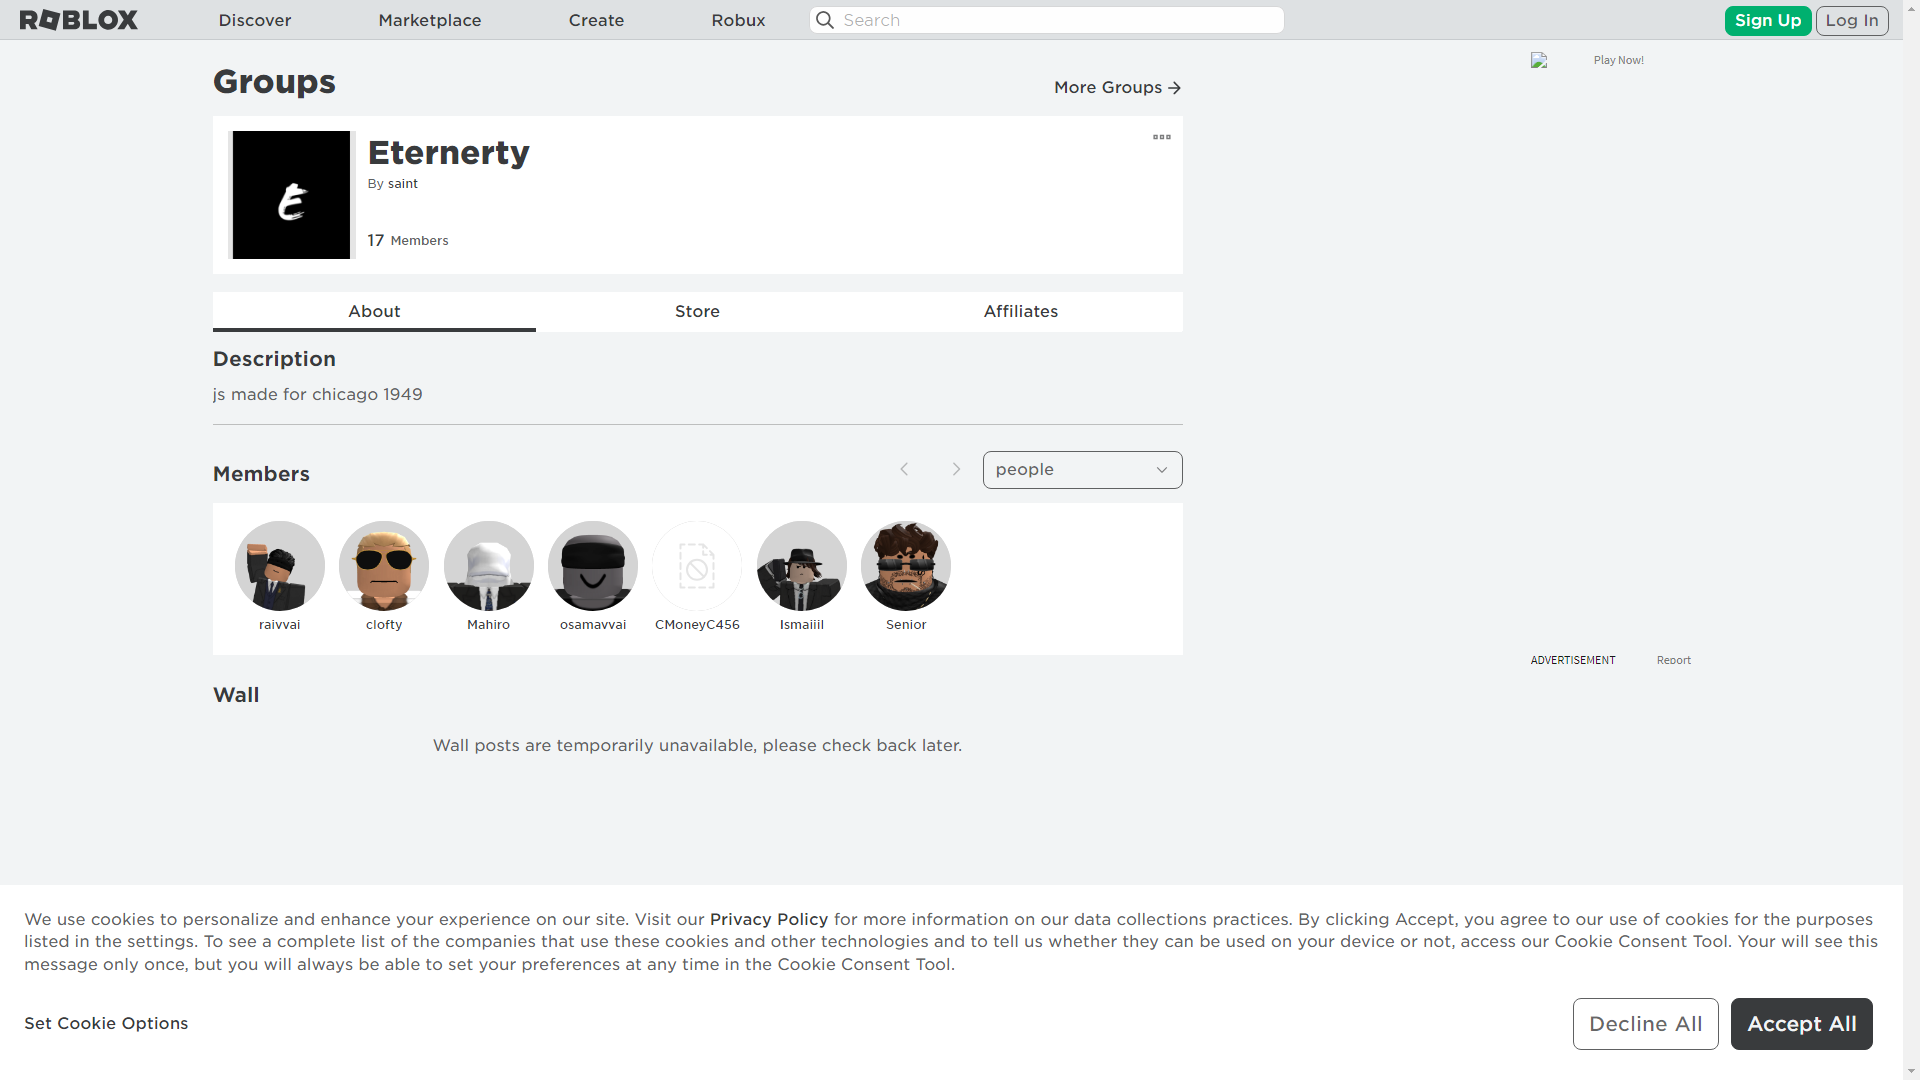 ROBLOX Discover Marketplace Create Robux Search Sign Up Log In
Play Now!
Groups
More Groups
E
Eternerty
By saint
17 Members
About Store Affiliates
Description
js made for chicago 1949
Members
people
raivvai clofty Mahiro osamavvai CMoneyC456 Ismaiiil Senior
ADVERTISEMENT Report
Wall
Wall posts are temporarily unavailable, please check back later.
We use cookies to personalize and enhance your experience on our site. Visit our Privacy Policy for more information on our data collections practices. By clicking Accept, you agree to our use of cookies for the purposes
listed in the settings. To see a complete list of the companies that use these cookies and other technologies and to tell us whether they can be used on your device or not, access our Cookie Consent Tool. Your will see this
message only once, but you will always be able to set your preferences at any time in the Cookie Consent Tool.
Set Cookie Options
Decline All
Accept All